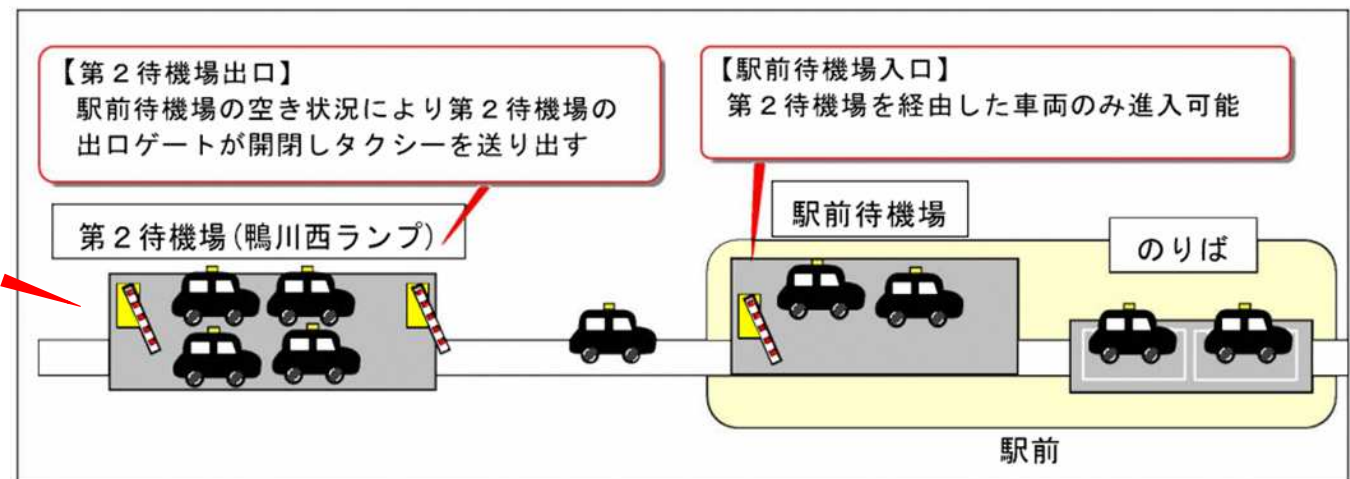 【第２待機場出口】
駅前待機場の空き状況により第２待機場の
出口ゲートが開閉しタクシーを送り出す
【駅前待機場入口】
第２待機場を経由した車両のみ進入可能
第２待機場(鴨川西ランプ)
駅前待機場
のりば
駅前